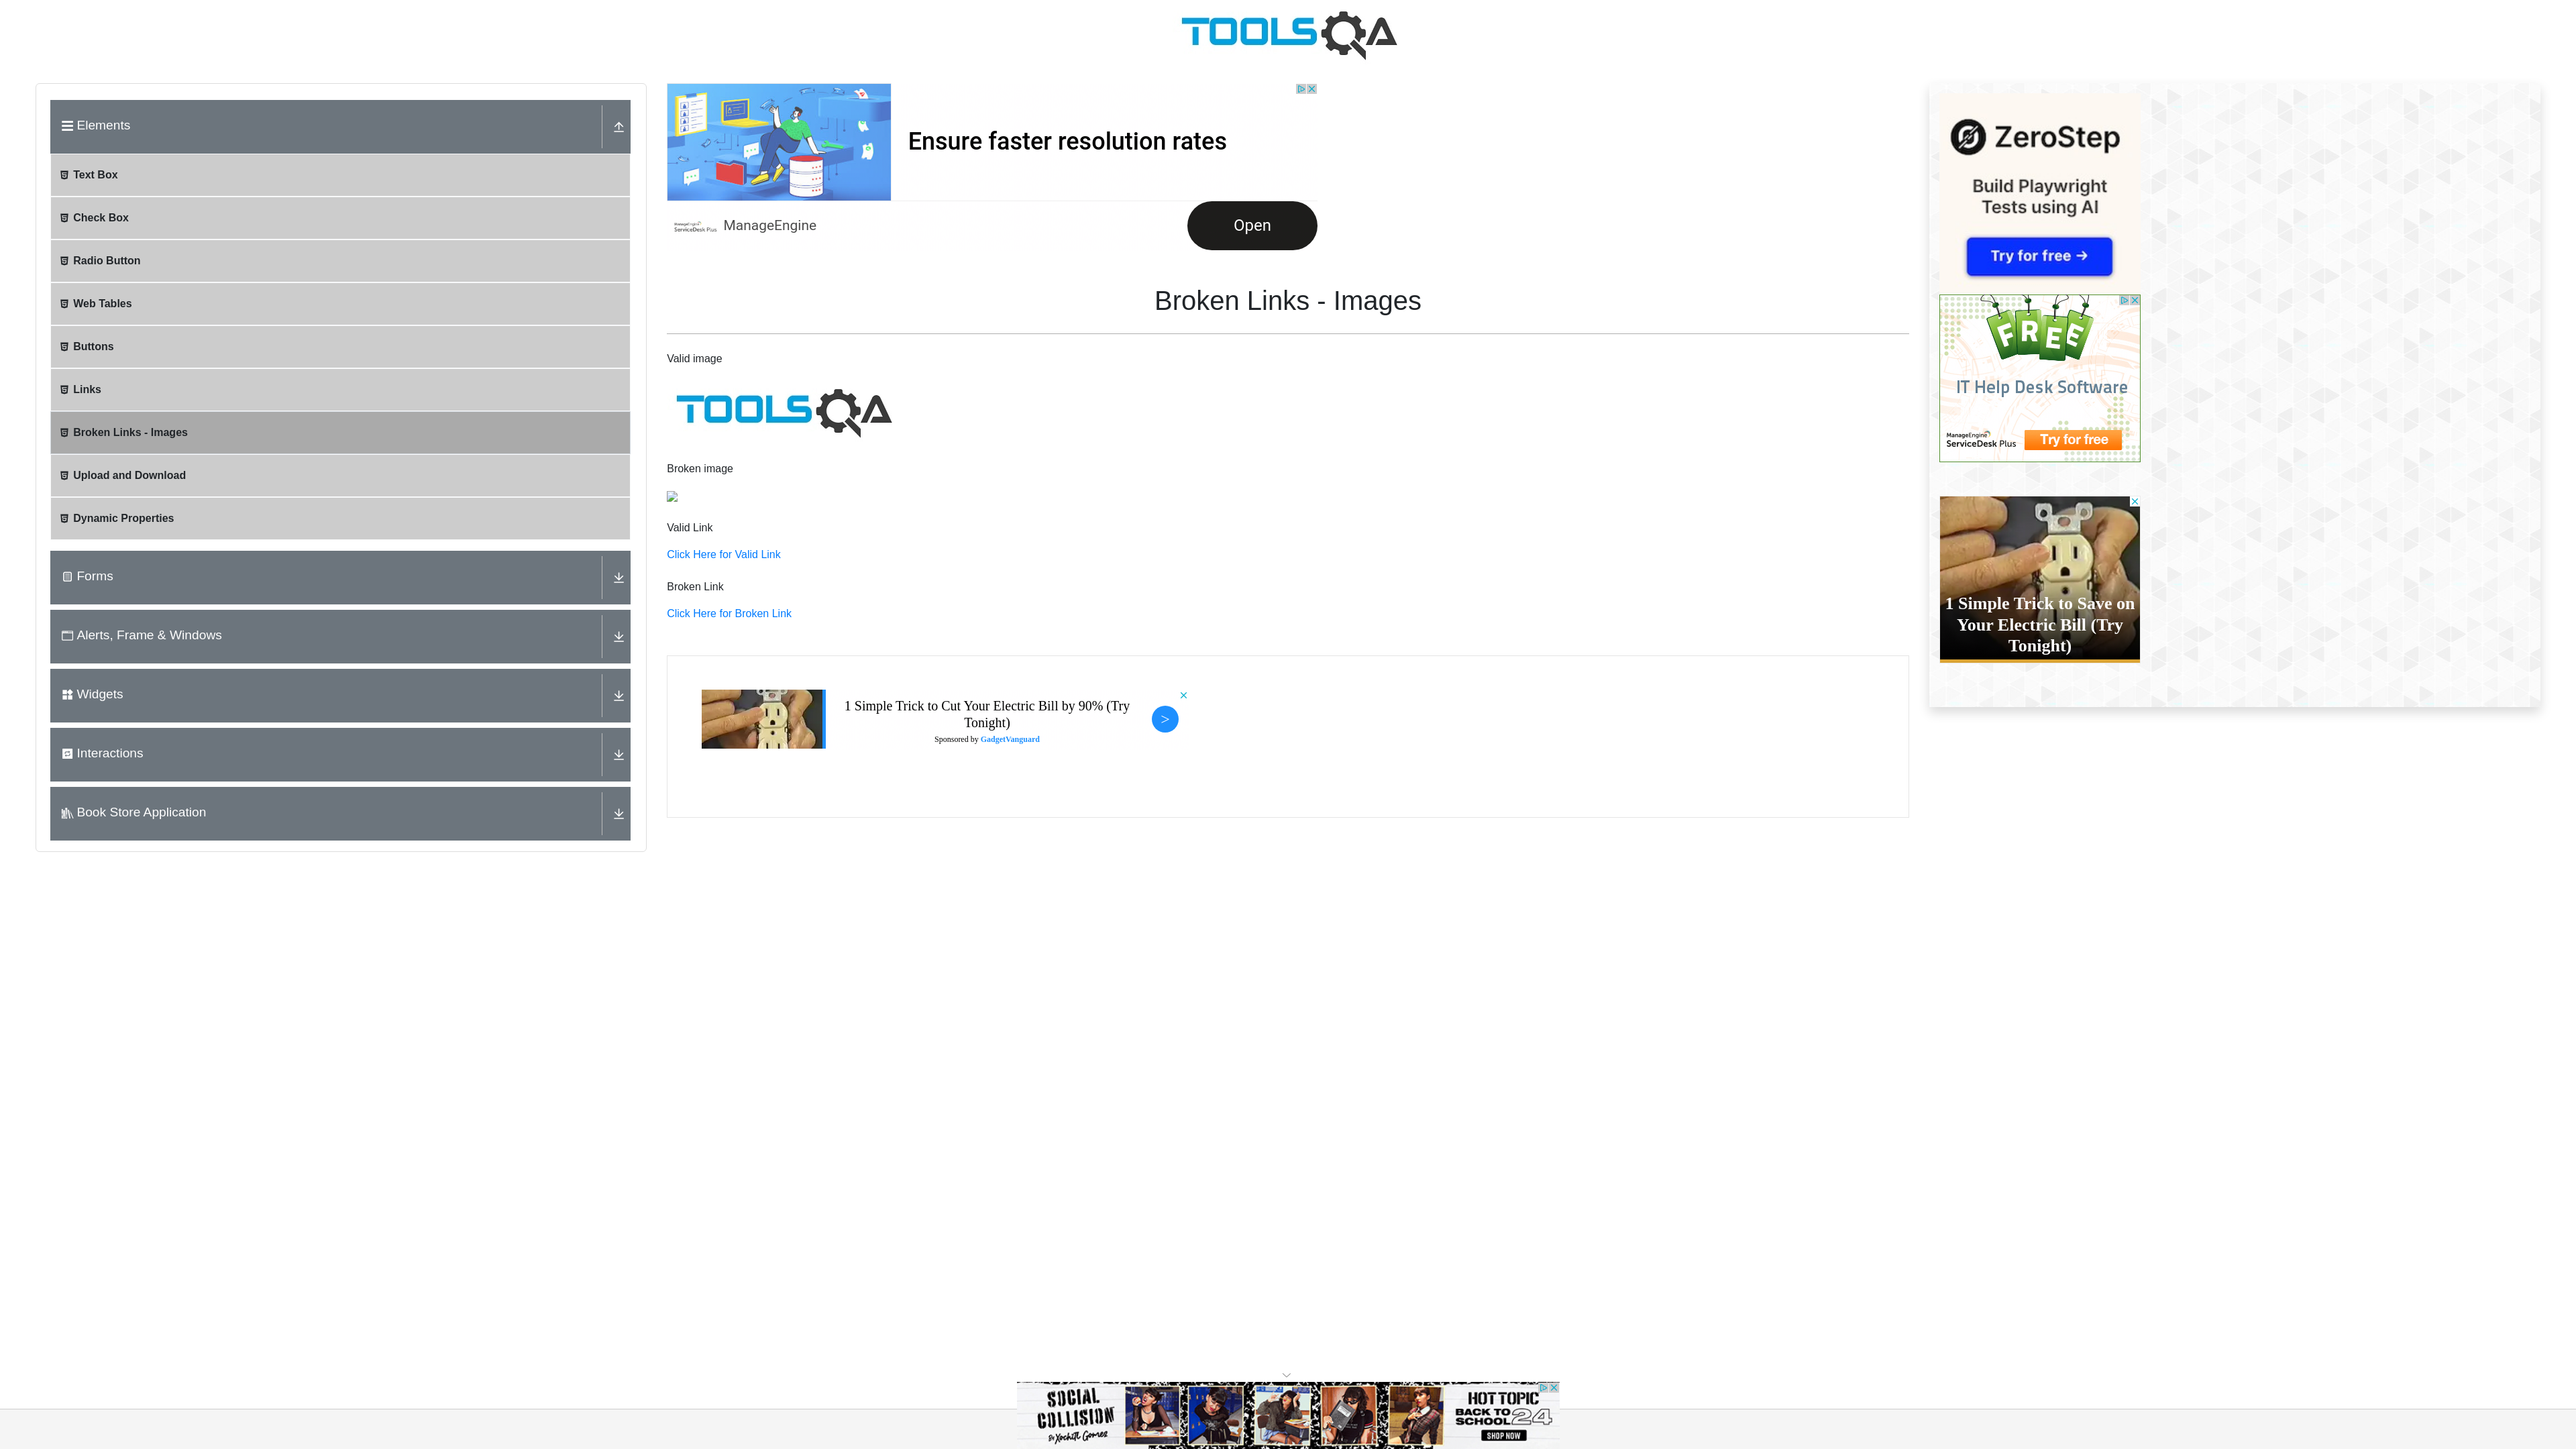 TOOLSQA
Elements
Text Box
Check Box
Radio Button
Web Tables
Buttons
Links
Broken Links - Images
Upload and Download
Dynamic Properties
Forms
Alerts, Frame & Windows
Widgets
Interactions
Book Store Application
Ensure faster resolution rates
ManageEngine
ServiceDesk Plus
ManageEngine
Open
Broken Links - Images
Valid image
TOOLSQA
Broken image
Valid Link
Click Here for Valid Link
Broken Link
Click Here for Broken Link
1 Simple Trick to Cut Your Electric Bill by 90% (Try
Tonight)
Sponsored by GadgetVanguard
>
ZeroStep
Build Playwright
Tests using AI
Try for free →
FREE
IT Help Desk Software
ManageEngine
ServiceDesk Plus
Try for free
1 Simple Trick to Save on
Your Electric Bill (Try
Tonight)
SOCIAL
COLLISION
By Xochitl Gomez
HOT TOPIC
BACK TO
SCHOOL 24
SHOP NOW